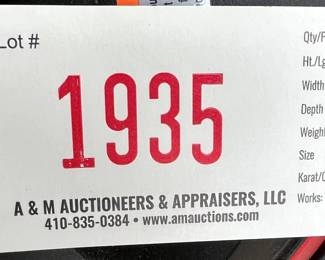 Lot #
1935
A & M AUCTIONEERS & APPRAISERS, LLC
410-835-0384 • www.amauctions.com
Qty/P
Ht./Lg
Width
Depth
Weigh
Size
Karat/C
Works: